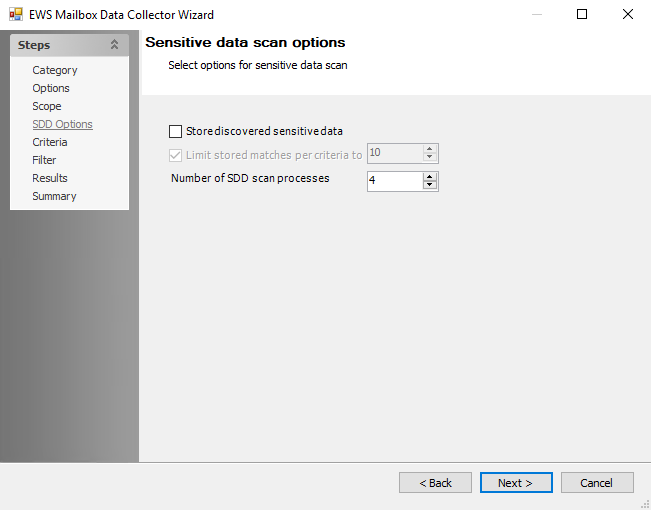 EWS Mailbox Data Collector Wizard
Steps
Category
Options
Scope
SDD Options
Criteria
Filter
Results
Summary
Sensitive data scan options
Select options for sensitive data scan
Store discovered sensitive data
Limit stored matches per criteria to 10
Number of SDD scan processes 4
< Back Next > Cancel